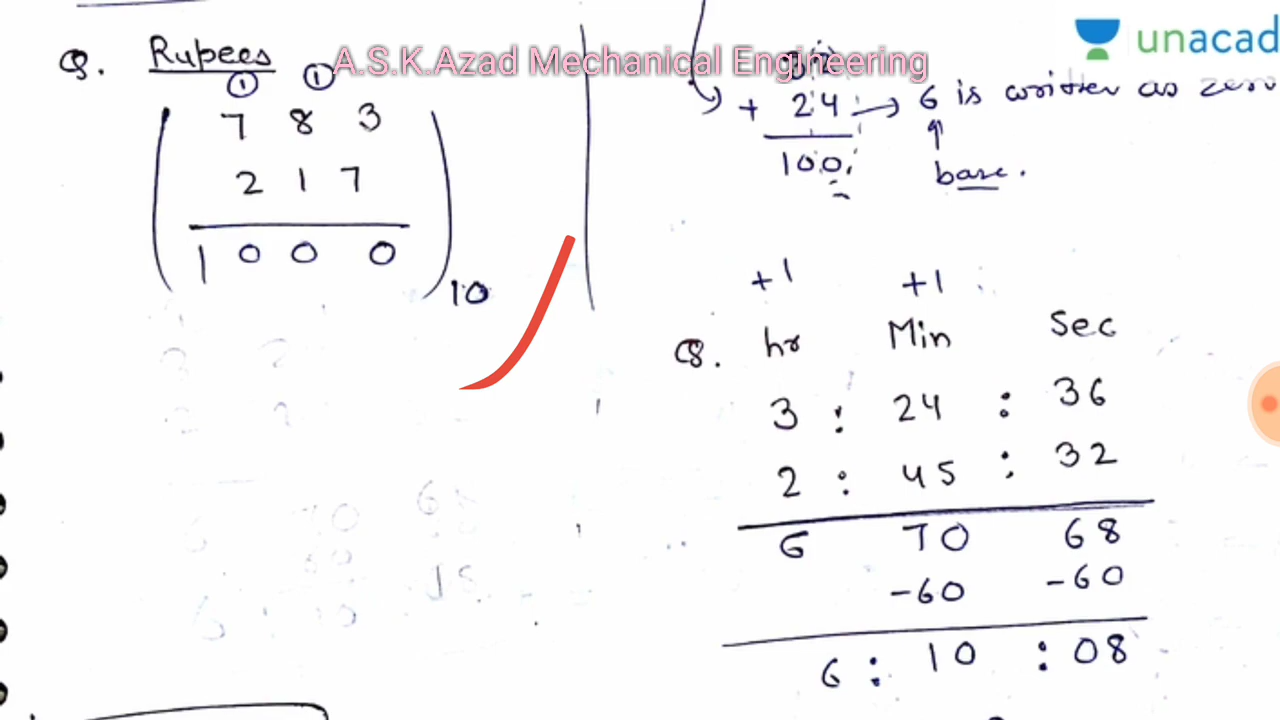 Q. Rupees
① ①
7 8 3
2 1 7
1 0 0 0
10
A.S.K.Azad Mechanical Engineering
unacad
+ 24 → 6 is written as zero
100
base.
+1 +1
Q. hr Min Sec
3 : 24 : 36
2 : 45 : 32
6 70 68
-60 -60
6 : 10 : 08